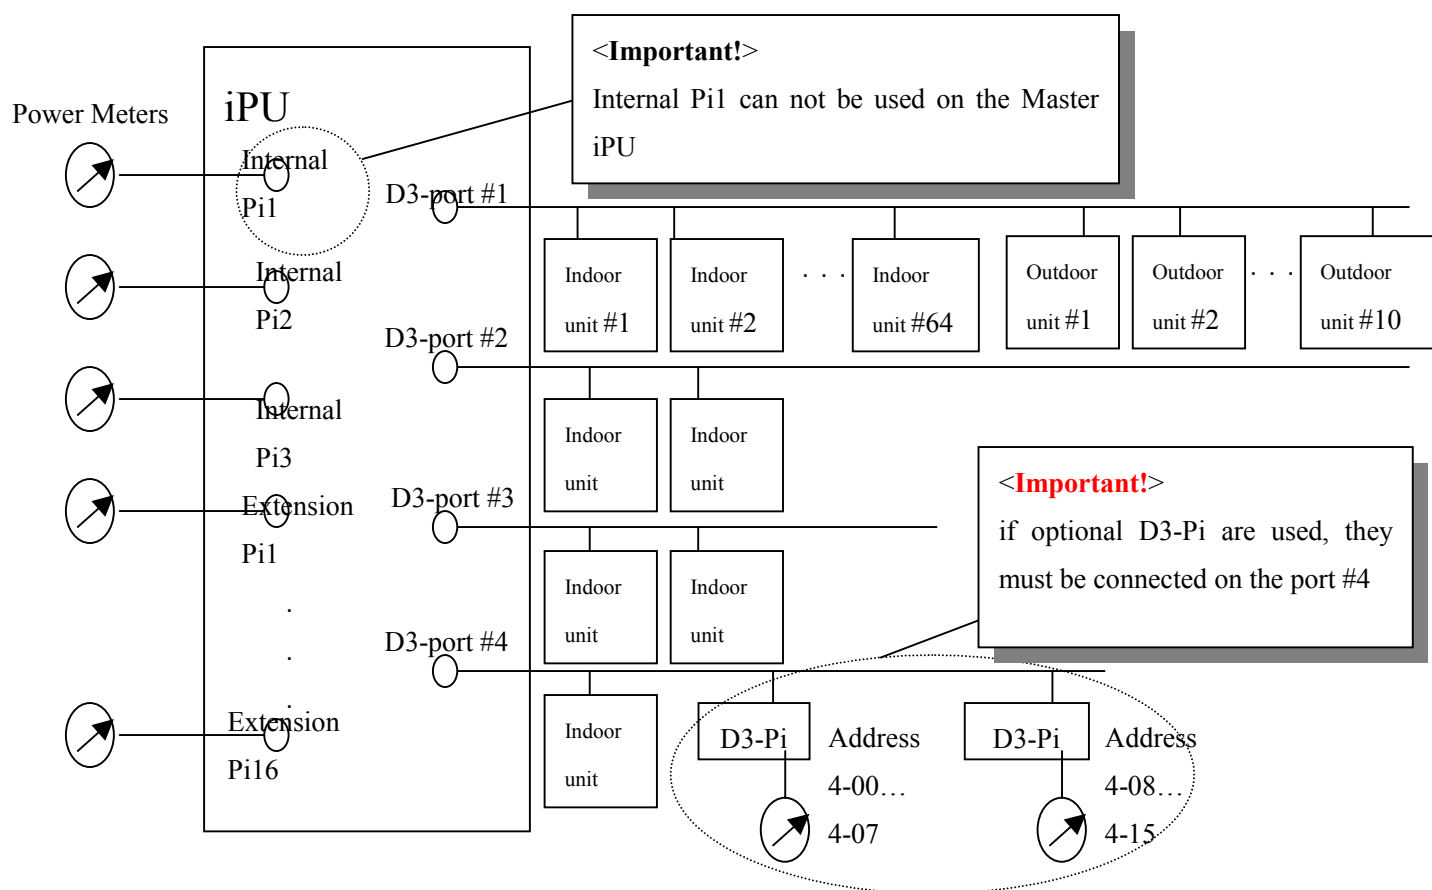 <Important!>
Internal Pi1 can not be used on the Master
iPU
Power Meters
iPU
Internal
Pi1
Internal
Pi2
Internal
Pi3
Extension
Pi1
.
.
.
Extension
Pi16
D3-port #1
Indoor
unit #1
Indoor
unit #2
. . .
Indoor
unit #64
Outdoor
unit #1
Outdoor
unit #2
. . .
Outdoor
unit #10
D3-port #2
Indoor
unit
Indoor
unit
D3-port #3
Indoor
unit
Indoor
unit
<Important!>
if optional D3-Pi are used, they
must be connected on the port #4
D3-port #4
Indoor
unit
D3-Pi
Address
4-00…
4-07
D3-Pi
Address
4-08…
4-15